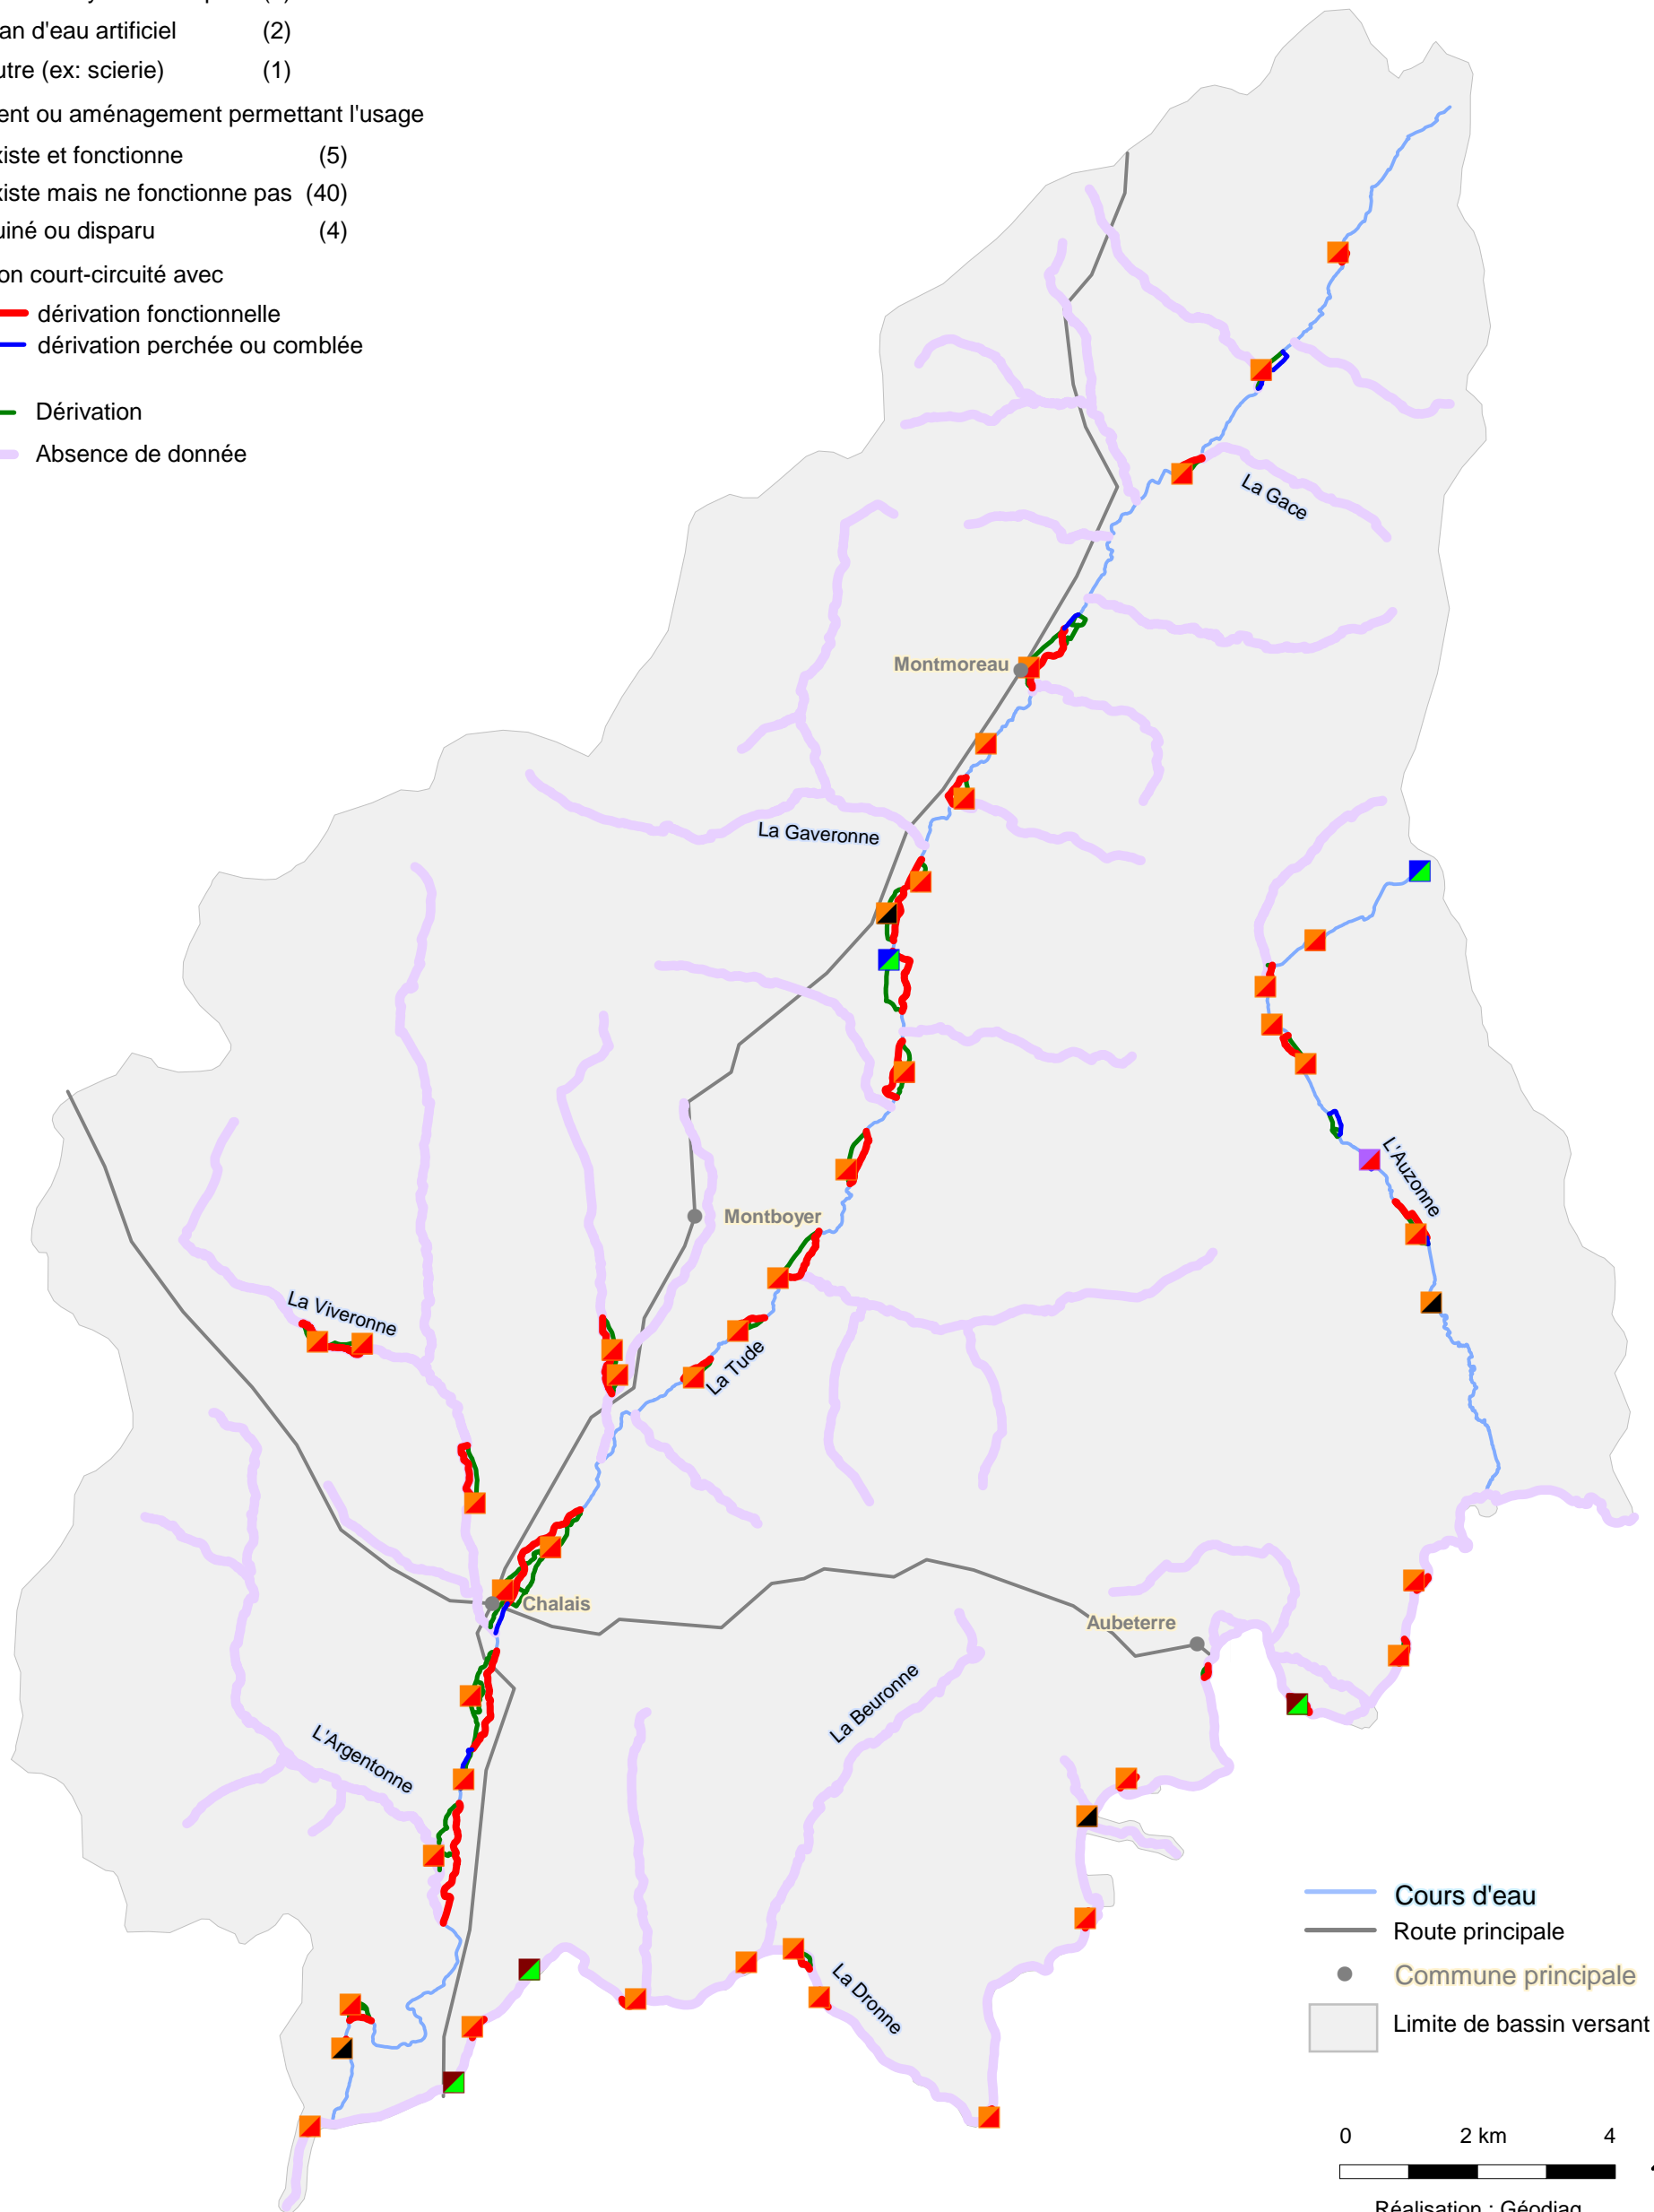 an d'eau artificiel (2)
utre (ex: scierie) (1)
ent ou aménagement permettant l'usage
xiste et fonctionne (5)
xiste mais ne fonctionne pas (40)
uiné ou disparu (4)
on court-circuité avec
dérivation fonctionnelle
dérivation perchée ou comblée
Dérivation
Absence de donnée
La Gace
Montmoreau
La Gaveronne
L'Auzonne
Montboyer
La Viveronne
La Tude
Chalais
Aubeterre
La Beuronne
L'Argentonne
La Dronne
Cours d'eau
Route principale
Commune principale
Limite de bassin versant
0 2 km 4
Réalisation : Géodiag